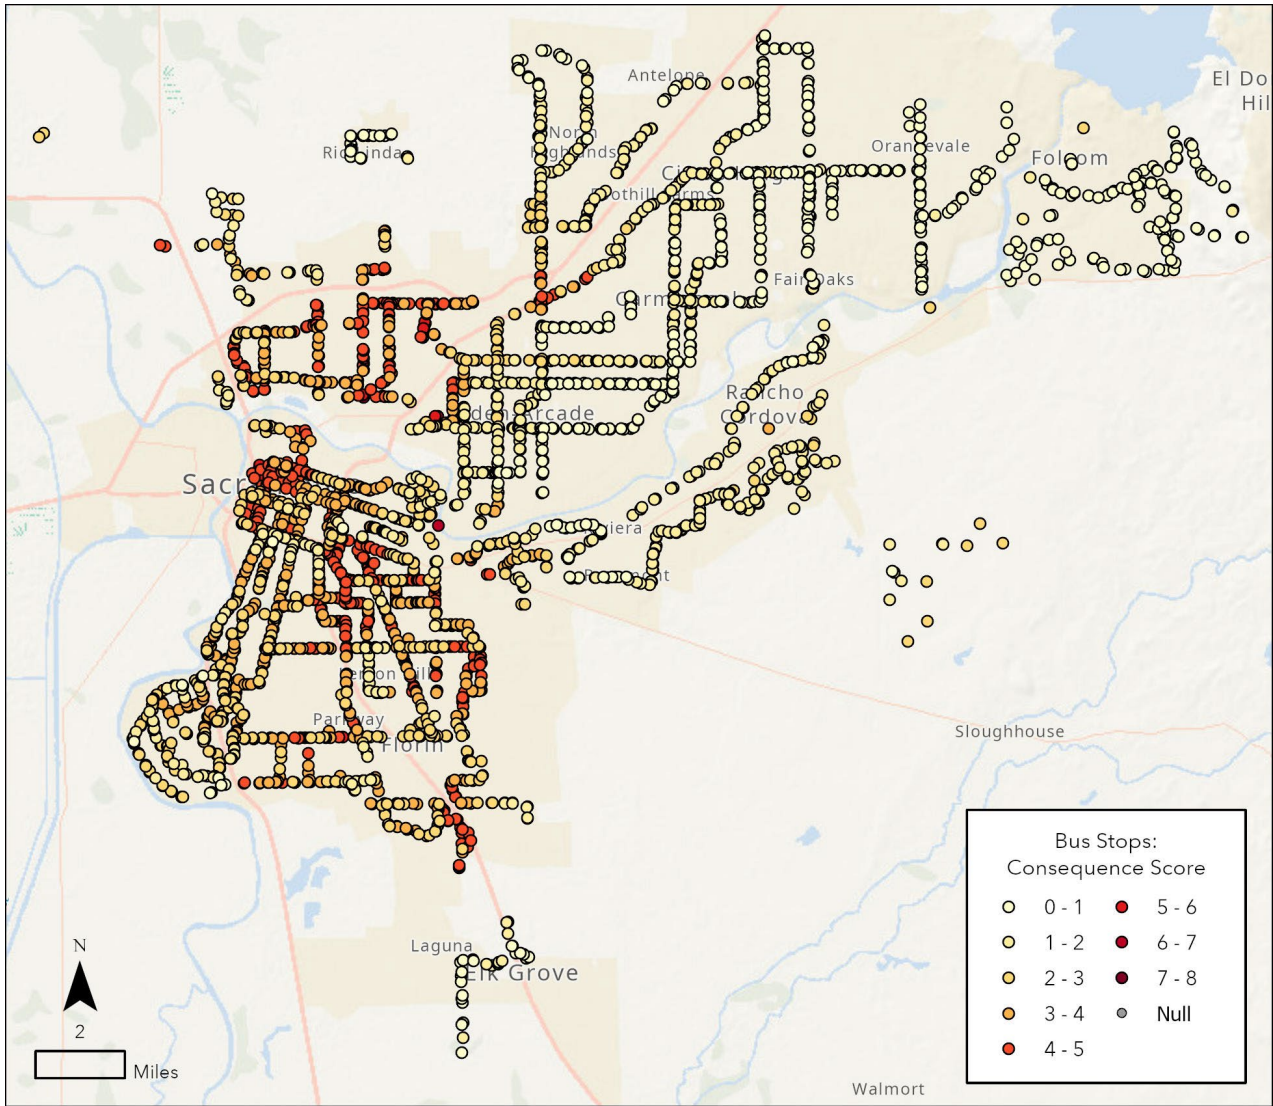 Antelope
El Do
Hil
North
Highlands
Orangevale
Folsom
Foothill Farms
Fair Oaks
Rancho
Cordova
Sacr
Parkway
Florin
Sloughhouse
Laguna
Elk Grove
Walmort
N
2
Miles
Bus Stops:
Consequence Score
0 - 1
5 - 6
1 - 2
6 - 7
2 - 3
7 - 8
3 - 4
Null
4 - 5